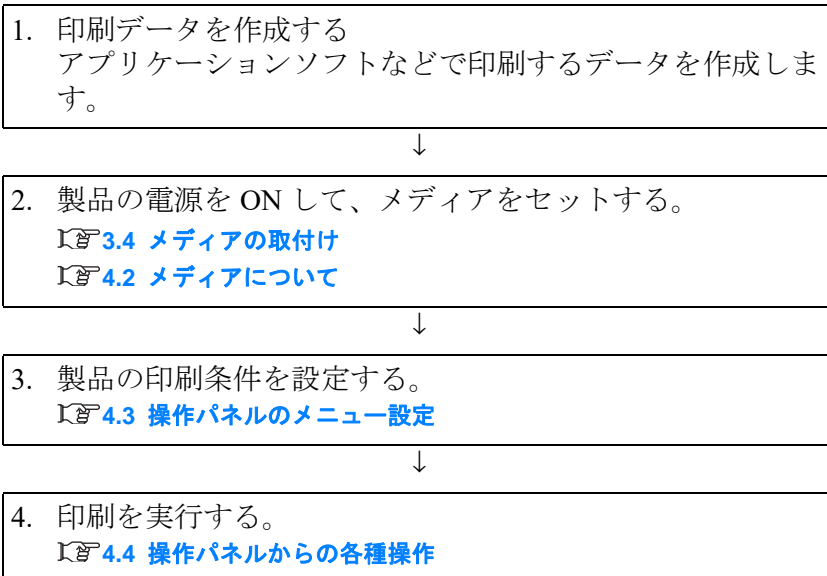 1. 印刷データを作成する
アプリケーションソフトなどで印刷するデータを作成しま
す。
↓
2. 製品の電源を ON して、メディアをセットする。
3.4 メディアの取付け
4.2 メディアについて
↓
3. 製品の印刷条件を設定する。
4.3 操作パネルのメニュー設定
↓
4. 印刷を実行する。
4.4 操作パネルからの各種操作